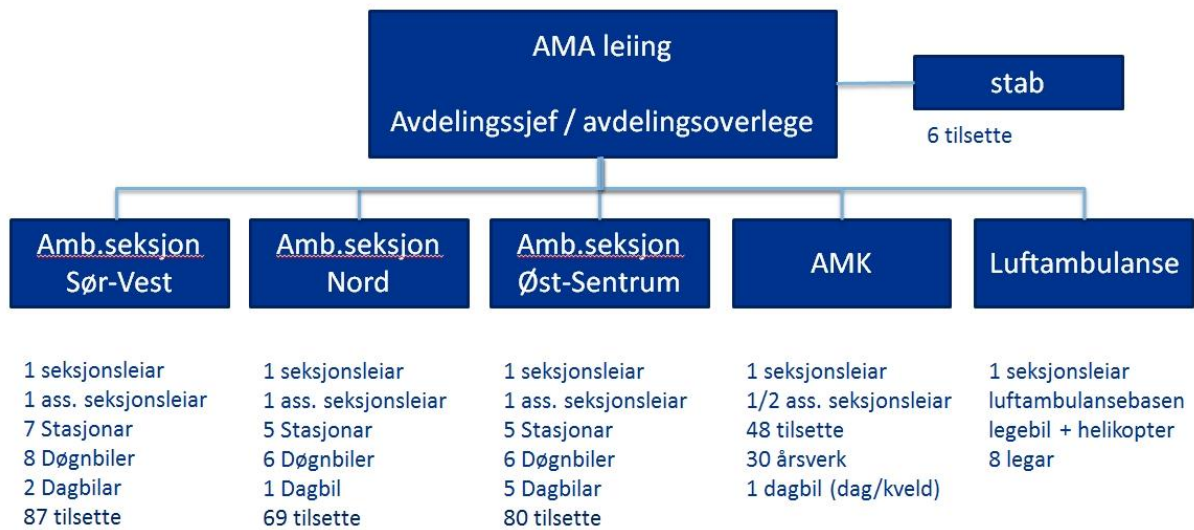 AMA leiing
Avdelingssjef / avdelingsoverlege
stab
6 tilsette
Amb.seksjon
Sør-Vest
1 seksjonsleiar
1 ass. seksjonsleiar
7 Stasjonar
8 Døgnbiler
2 Dagbilar
87 tilsette
Amb.seksjon
Nord
1 seksjonsleiar
1 ass. seksjonsleiar
5 Stasjonar
6 Døgnbiler
1 Dagbil
69 tilsette
Amb.seksjon
Øst-Sentrum
1 seksjonsleiar
1 ass. seksjonsleiar
5 Stasjonar
6 Døgnbiler
5 Dagbilar
80 tilsette
AMK
1 seksjonsleiar
1/2 ass. seksjonsleiar
48 tilsette
30 årsverk
1 dagbil (dag/kveld)
Luftambulanse
1 seksjonsleiar
luftambulansebasen
legebil + helikopter
8 legar